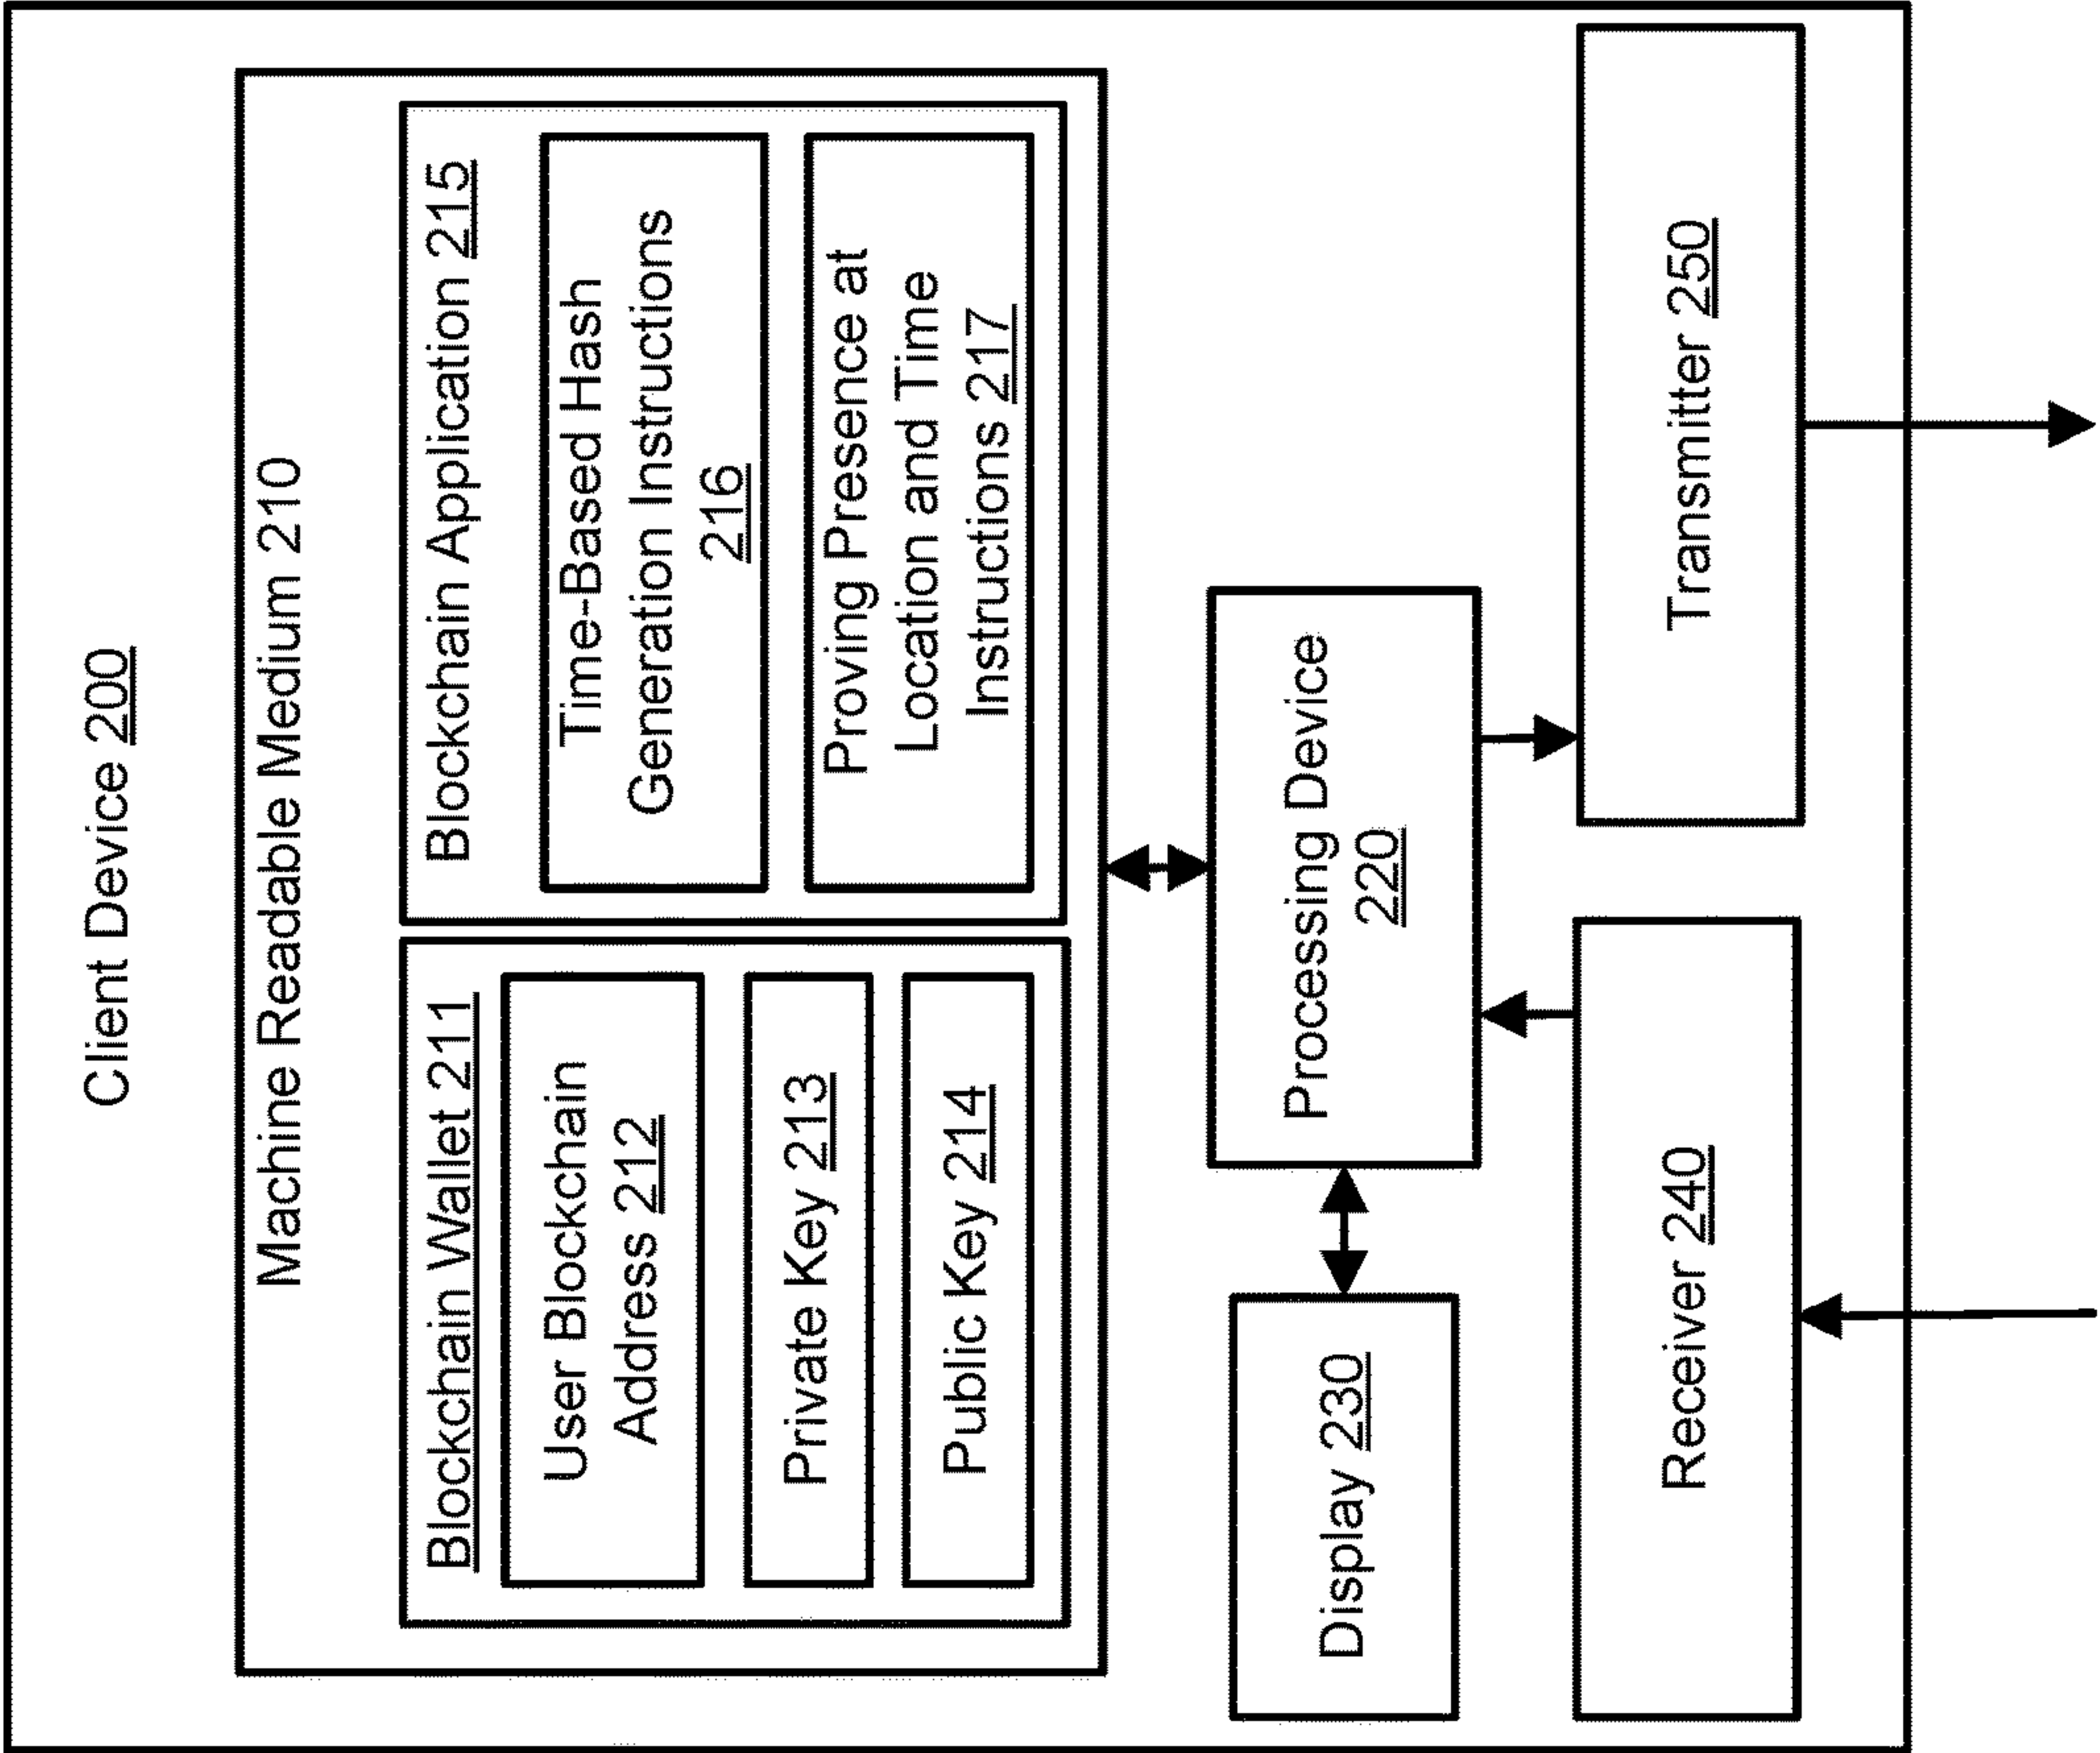 Client Device 200
Machine Readable Medium 210
Blockchain Wallet 211
User Blockchain
Address 212
Private Key 213
Public Key 214
Blockchain Application 215
Time-Based Hash
Generation Instructions
216
Proving Presence at
Location and Time
Instructions 217
Processing Device
220
Display 230
Receiver 240
Transmitter 250